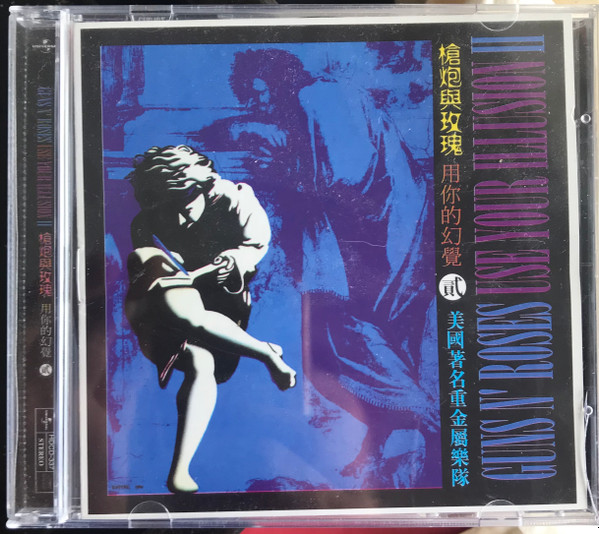 槍炮與玫瑰
用你的幻覺
貳
美國著名重金屬樂隊
GUNS N' ROSES USE YOUR ILLUSION II
GUNS N' ROSES USE YOUR ILLUSION II
槍炮與玫瑰
用你的幻覺
貳
STEREO